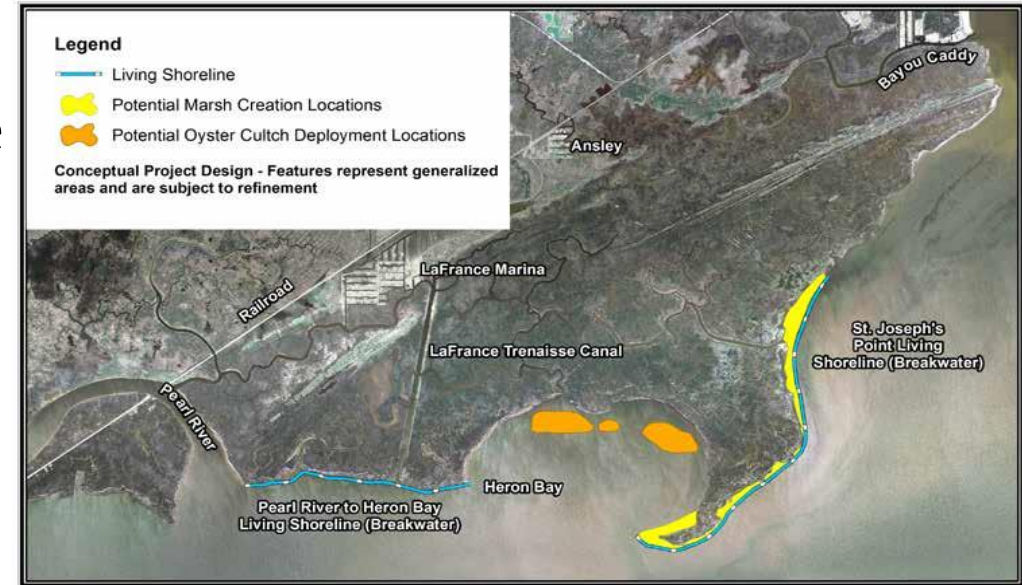 Legend
Living Shoreline
Potential Marsh Creation Locations
Potential Oyster Cultch Deployment Locations
Conceptual Project Design - Features represent generalized
areas and are subject to refinement
Bayou Caddy
Ansley
LaFrance Marina
Railroad
St. Joseph's
Point Living
Shoreline (Breakwater)
LaFrance Trenaisse Canal
Pearl River
Heron Bay
Pearl River to Heron Bay
Living Shoreline (Breakwater)